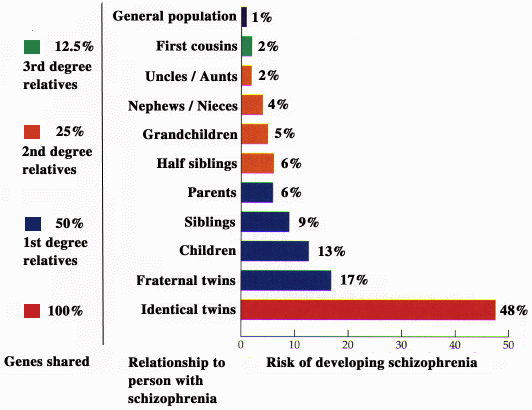 General population 1%
12.5% First cousins 2%
3rd degree
relatives
Uncles / Aunts 2%
Nephews / Nieces 4%
25% Grandchildren 5%
2nd degree
relatives
Half siblings 6%
Parents 6%
50% Siblings 9%
1st degree
relatives
Children 13%
Fraternal twins 17%
100% Identical twins 48%
0 10 20 30 40 50
Genes shared
Relationship to
person with
schizophrenia
Risk of developing schizophrenia